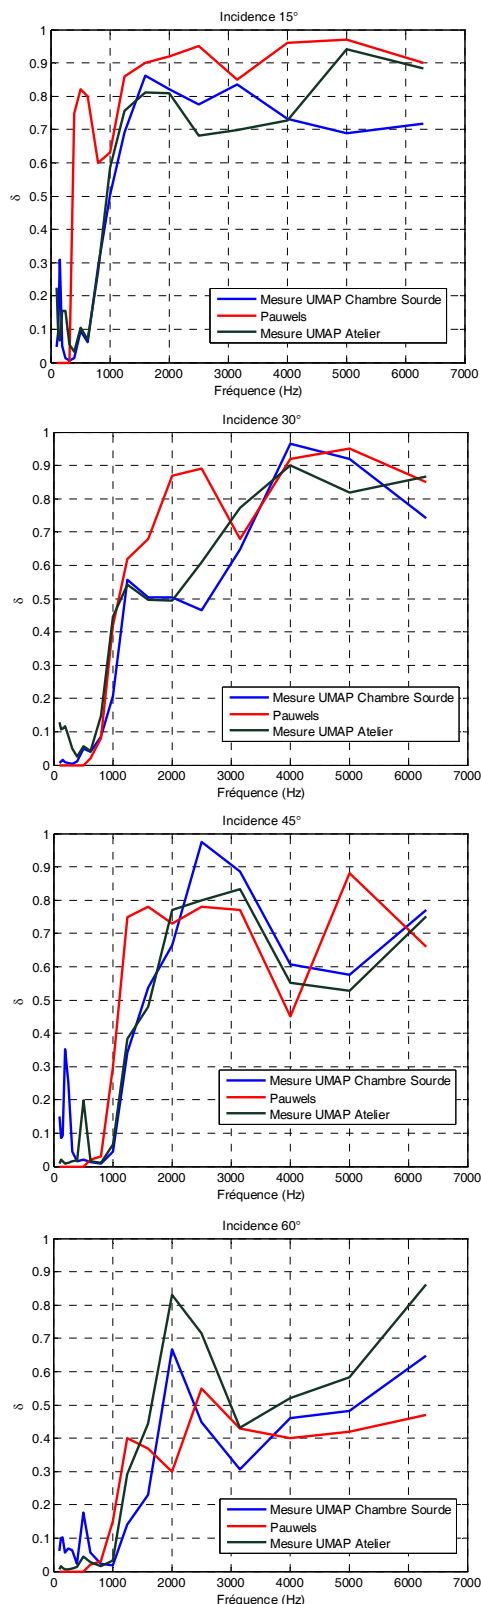 Incidence 15°
1
0.9
0.8
0.7
0.6
0.5
0.4
0.3
0.2
0.1
0
δ
Mesure UMAP Chambre Sourde
Pauwels
Mesure UMAP Atelier
0 1000 2000 3000 4000 5000 6000 7000
Fréquence (Hz)
Incidence 30°
1
0.9
0.8
0.7
0.6
0.5
0.4
0.3
0.2
0.1
0
δ
Mesure UMAP Chambre Sourde
Pauwels
Mesure UMAP Atelier
0 1000 2000 3000 4000 5000 6000 7000
Fréquence (Hz)
Incidence 45°
1
0.9
0.8
0.7
0.6
0.5
0.4
0.3
0.2
0.1
0
δ
Mesure UMAP Chambre Sourde
Pauwels
Mesure UMAP Atelier
0 1000 2000 3000 4000 5000 6000 7000
Fréquence (Hz)
Incidence 60°
1
0.9
0.8
0.7
0.6
0.5
0.4
0.3
0.2
0.1
0
δ
Mesure UMAP Chambre Sourde
Pauwels
Mesure UMAP Atelier
0 1000 2000 3000 4000 5000 6000 7000
Fréquence (Hz)